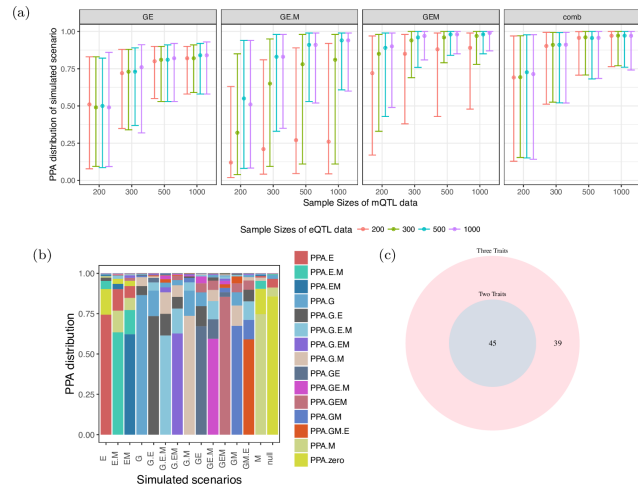 (a)
GE GE.M GEM comb
PPA distribution of simulated scenario
1.00
0.75
0.50
0.25
0.00
200 300 500 1000 200 300 500 1000 200 300 500 1000 200 300 500 1000
Sample Sizes of mQTL data
Sample Sizes of eQTL data 200 300 500 1000
(b)
PPA distribution
1.00
0.75
0.50
0.25
0.00
E E.M EM G G.E G.E.M G.EM G.M GE GE.M GEM GM GM.E M null
Simulated scenarios
PPA.E
PPA.E.M
PPA.EM
PPA.G
PPA.G.E
PPA.G.E.M
PPA.G.EM
PPA.G.M
PPA.GE
PPA.GE.M
PPA.GEM
PPA.GM
PPA.GM.E
PPA.M
PPA.zero
(c)
Three Traits
Two Traits
45 39